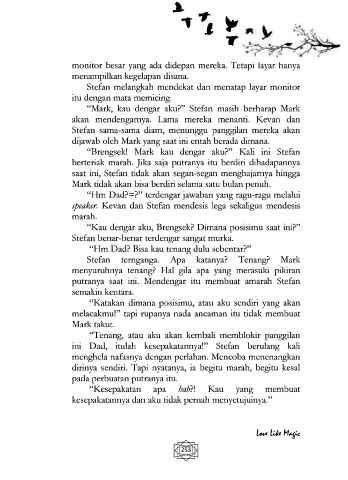 monitor besar yang ada didepan mereka. Tetapi layar hanya
menampilkan kegelapan disana.
Stefan melangkah mendekat dan menatap layar monitor
itu dengan mata memicing.
“Mark, kau dengar aku?” Stefan masih berharap Mark
akan mendengarnya. Lama mereka menanti. Kevan dan
Stefan sama-sama diam, menunggu panggilan mereka akan
dijawab oleh Mark yang saat ini entah berada dimana.
“Brengsek! Mark kau dengar aku?” Kali ini Stefan
berteriak marah. Jika saja putranya itu berdiri dihadapannya
saat ini, Stefan tidak akan segan-segan menghajarnya hingga
Mark tidak akan bisa berdiri selama satu bulan penuh.
“Hm Dad?=?” terdengar jawaban yang ragu-ragu melalui
speaker. Kevan dan Stefan mendesis lega sekaligus mendesis
marah.
“Kau dengar aku, Brengsek? Dimana posisimu saat ini?”
Stefan benar-benar terdengar sangat murka.
“Hm Dad? Bisa kau tenang dulu sebentar?”
Stefan ternganga. Apa katanya? Tenang? Mark
menyuruhnya tenang? Hal gila apa yang merasuki pikiran
putranya saat ini. Mendengar itu membuat amarah Stefan
semakin kentara.
“Katakan dimana posisimu, atau aku sendiri yang akan
melacakmu!” tapi rupanya nada ancaman itu tidak membuat
Mark takut.
“Tenang, atau aku akan kembali memblokir panggilan
ini Dad, itulah kesepakatannya!” Stefan berulang kali
menghela nafasnya dengan perlahan. Mencoba menenangkan
dirinya sendiri. Tapi nyatanya, ia begitu marah, begitu kesal
pada perbuatan putranya itu.
“Kesepakatan apa hah?! Kau yang membuat
kesepakatannya dan aku tidak pernah menyetujuinya.”
Love Like Magic
253